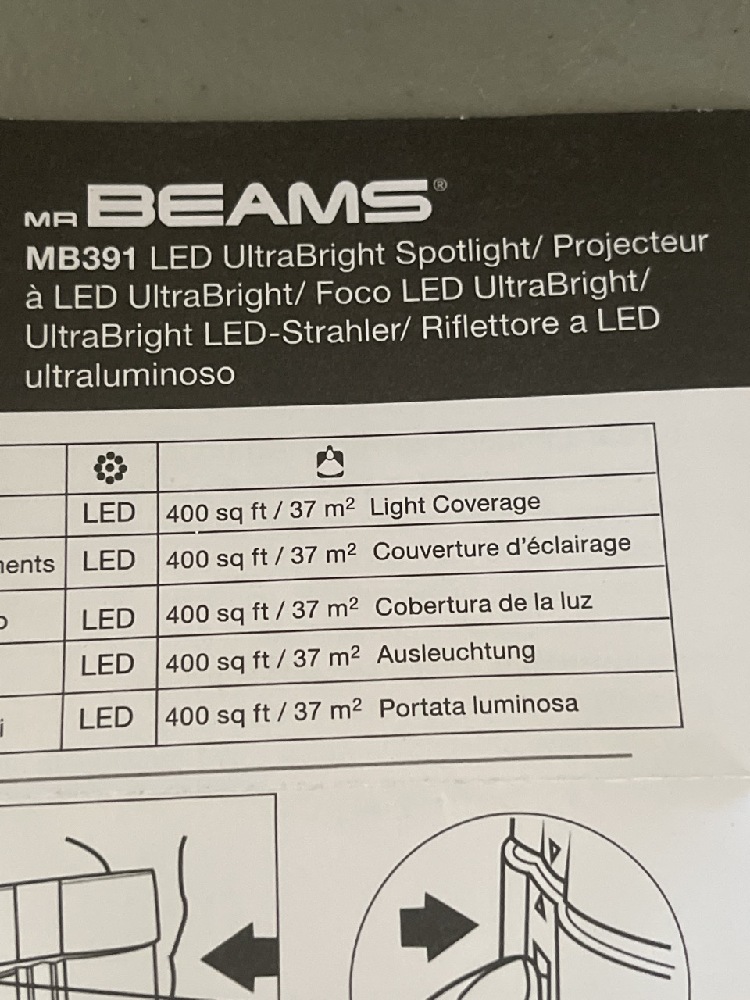 MR BEAMS®
MB391 LED UltraBright Spotlight/ Projecteur
à LED UltraBright/ Foco LED UltraBright/
UltraBright LED-Strahler/ Riflettore a LED
ultraluminoso
LED 400 sq ft / 37 m² Light Coverage
LED 400 sq ft / 37 m² Couverture d'éclairage
LED 400 sq ft / 37 m² Cobertura de la luz
LED 400 sq ft / 37 m² Ausleuchtung
LED 400 sq ft / 37 m² Portata luminosa